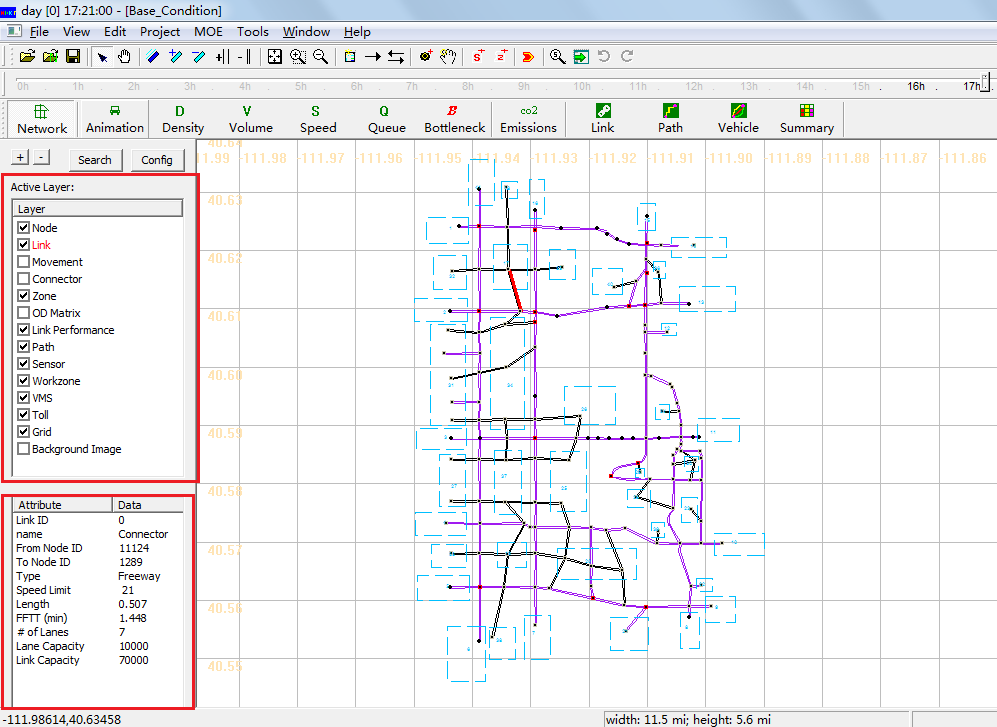 day [0] 17:21:00 - [Base_Condition]
File View Edit Project MOE Tools Window Help
0h 1h 2h 3h 4h 5h 6h 7h 8h 9h 10h 11h 12h 13h 14h 15h 16h 17h
D V S Q B co2
Network Animation Density Volume Speed Queue Bottleneck Emissions Link Path Vehicle Summary
+ - Search Config
Active Layer:
Layer
Node
Link
Movement
Connector
Zone
OD Matrix
Link Performance
Path
Sensor
Workzone
VMS
Toll
Grid
Background Image
Attribute Data
Link ID 0
name Connector
From Node ID 11124
To Node ID 1289
Type Freeway
Speed Limit 21
Length 0.507
FFTT (min) 1.448
# of Lanes 7
Lane Capacity 10000
Link Capacity 70000
-111.98 -111.97 -111.96 -111.95 -111.94 -111.93 -111.92 -111.91 -111.90 -111.89 -111.88 -111.87 -111.86
40.63
40.62
40.61
40.60
40.59
40.58
40.57
40.56
40.55
-111.98614,40.63458
width: 11.5 mi; height: 5.6 mi